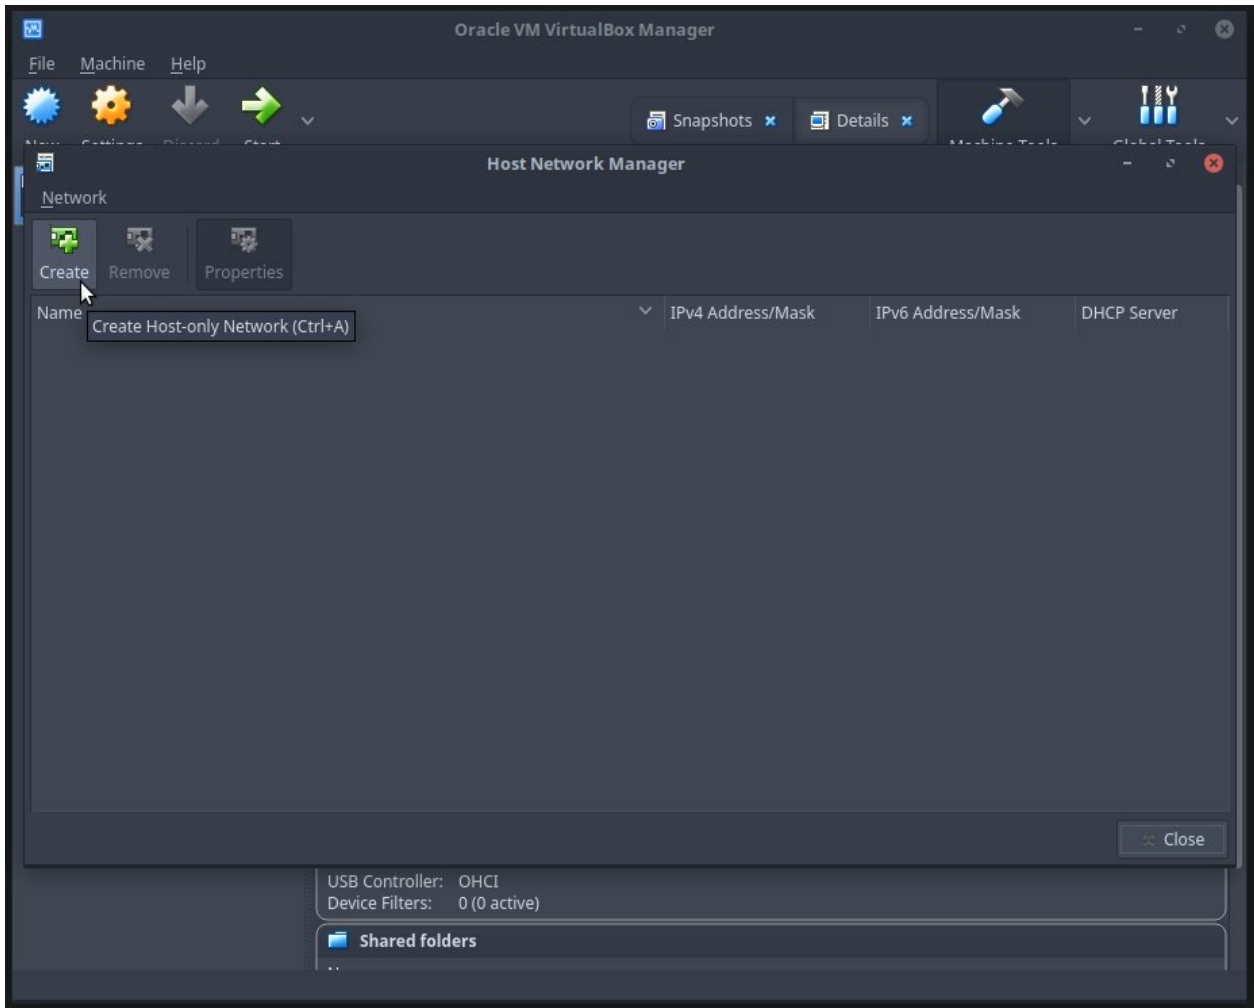 Oracle VM VirtualBox Manager
File Machine Help
Snapshots Details
Host Network Manager
Network
Create Remove Properties
Name IPv4 Address/Mask IPv6 Address/Mask DHCP Server
Create Host-only Network (Ctrl+A)
Close
USB Controller: OHCI
Device Filters: 0 (0 active)
Shared folders